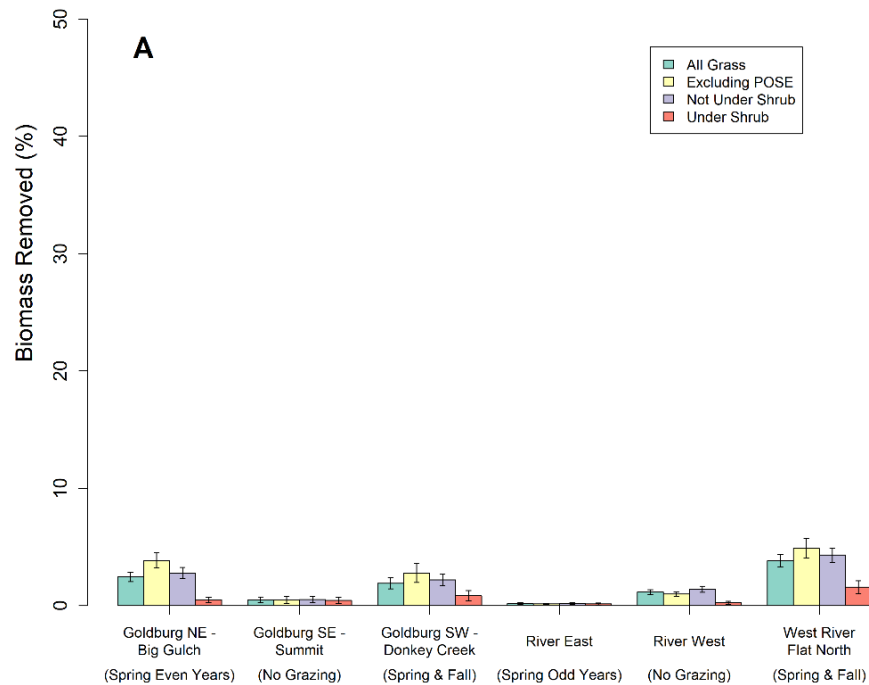 A
All Grass
Excluding POSE
Not Under Shrub
Under Shrub
Biomass Removed (%)
50
40
30
20
10
0
Goldburg NE -
Big Gulch
(Spring Even Years)
Goldburg SE -
Summit
(No Grazing)
Goldburg SW -
Donkey Creek
(Spring & Fall)
River East
(Spring Odd Years)
River West
(No Grazing)
West River
Flat North
(Spring & Fall)